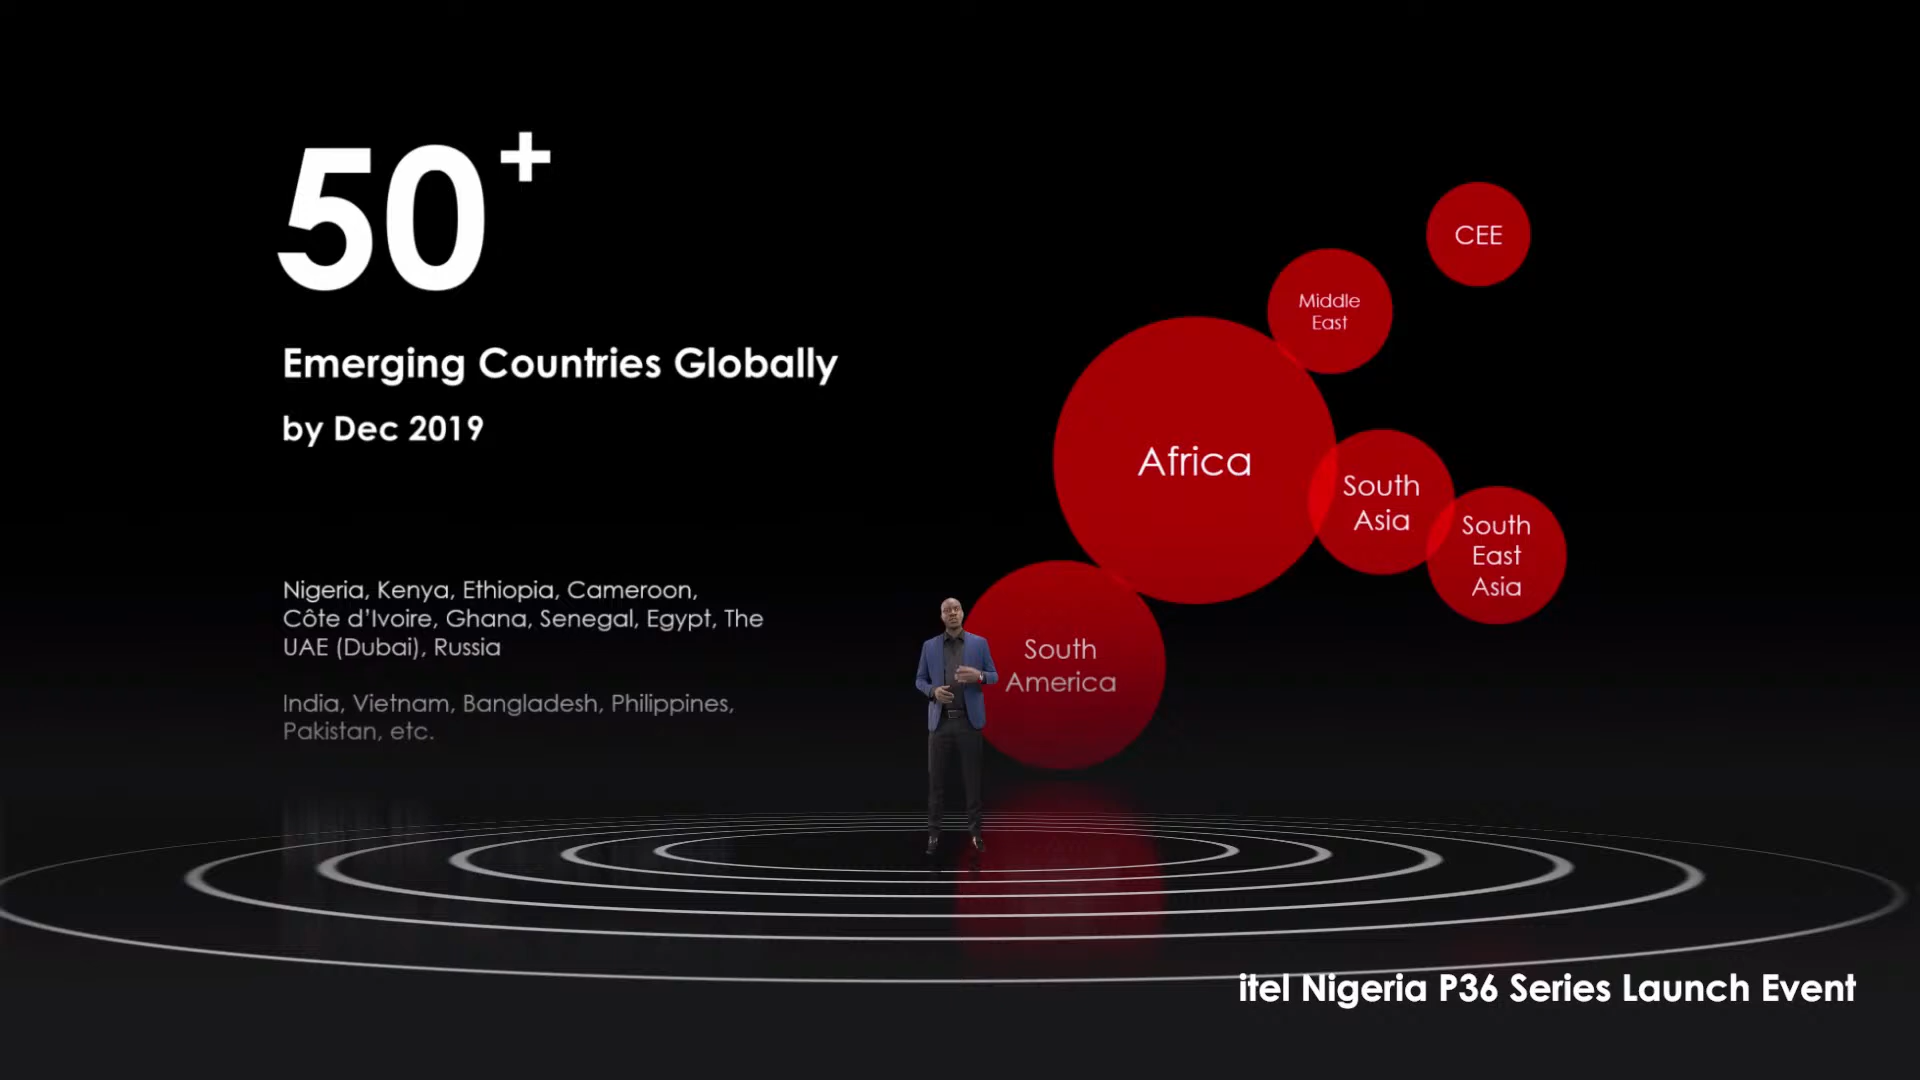 50+
Emerging Countries Globally
by Dec 2019
Nigeria, Kenya, Ethiopia, Cameroon,
Côte d’Ivoire, Ghana, Senegal, Egypt, The
UAE (Dubai), Russia
India, Vietnam, Bangladesh, Philippines,
Pakistan, etc.
CEE
Middle
East
Africa
South
Asia
South
East
Asia
South
America
itel Nigeria P36 Series Launch Event